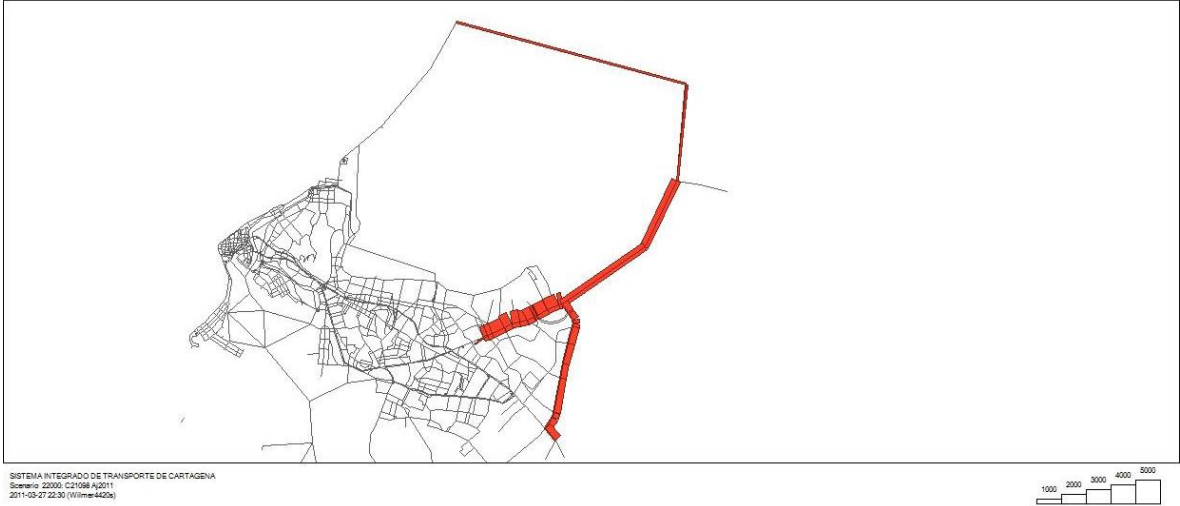 SISTEMA INTEGRADO DE TRANSPORTE DE CARTAGENA
Scenario 22000: C21098 Aj2011
2011-03-27 22:30 (Wilmer4420s)
1000 2000 3000 4000 5000